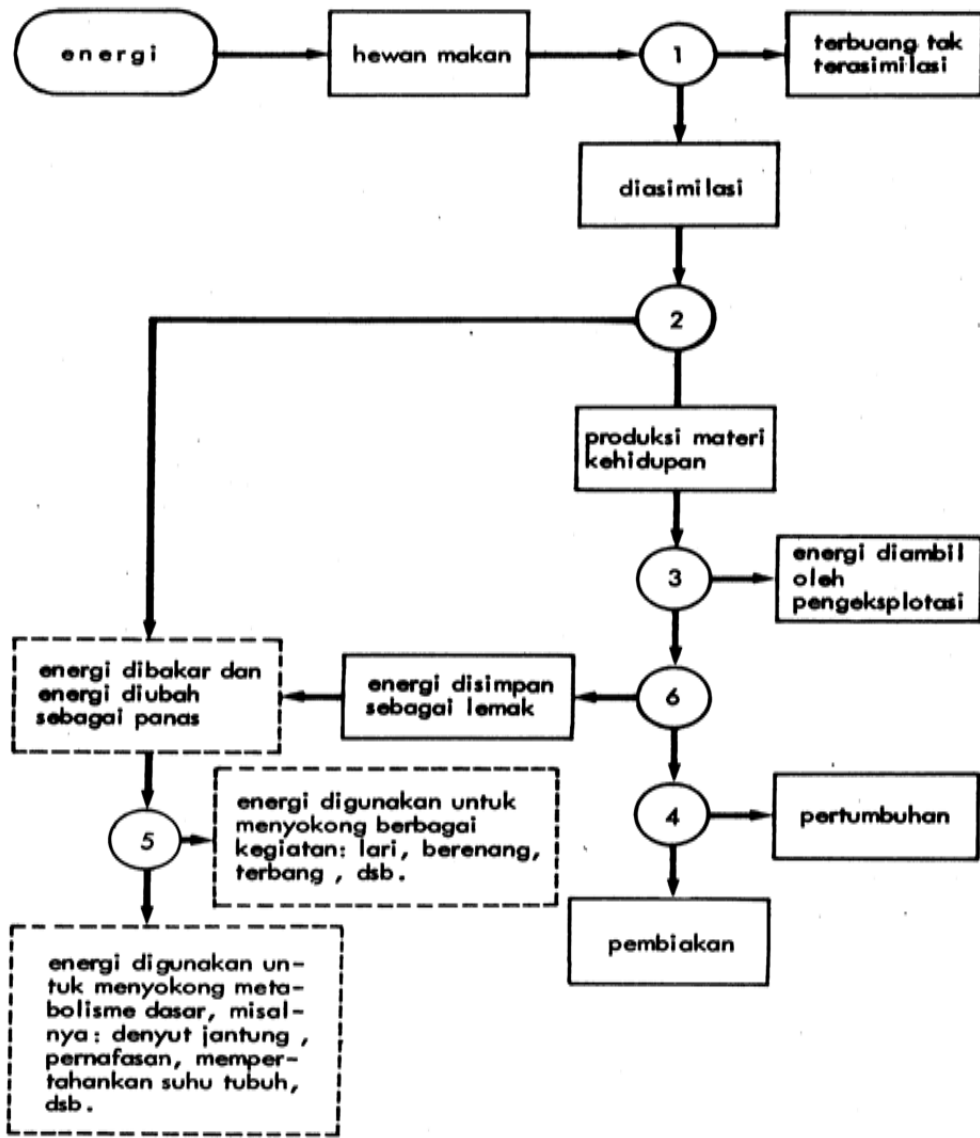 energi
hewan makan
1
terbuang tak
terasimilasi
diasimilasi
2
produksi materi
kehidupan
3
energi diambil
oleh
pengeksplotasi
energi dibakar dan
energi diubah
sebagai panas
energi disimpan
sebagai lemak
6
5
energi digunakan untuk
menyokong berbagai
kegiatan: lari, berenang,
terbang , dsb.
4
pertumbuhan
pembiakan
energi digunakan un-
tuk menyokong meta-
bolisme dasar, misal-
nya: denyut jantung ,
pernafasan, memper-
tahankan suhu tubuh,
dsb.